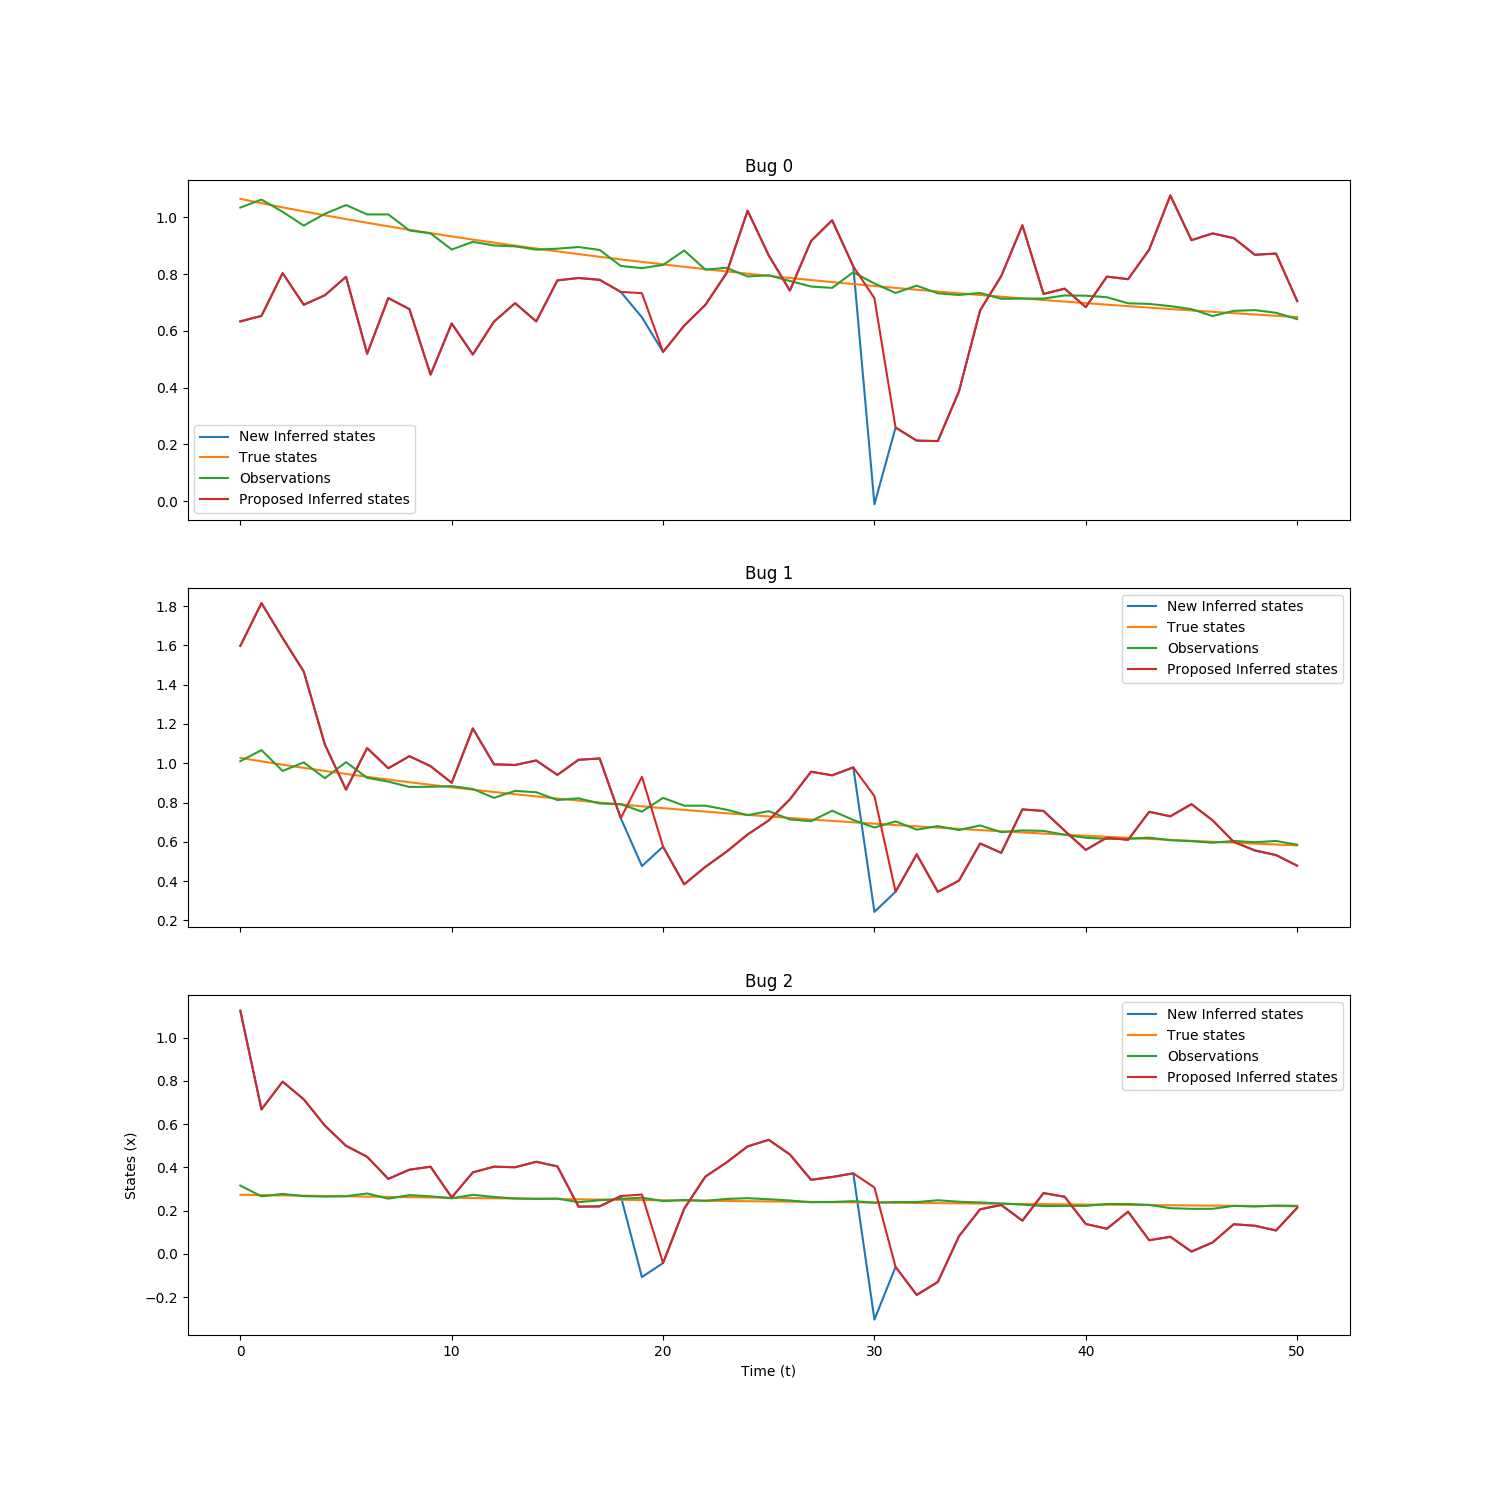 Bug 0
1.0
0.8
0.6
0.4
0.2
0.0
New Inferred states
True states
Observations
Proposed Inferred states
Bug 1
1.8
1.6
1.4
1.2
1.0
0.8
0.6
0.4
0.2
New Inferred states
True states
Observations
Proposed Inferred states
Bug 2
States (x)
1.0
0.8
0.6
0.4
0.2
0.0
−0.2
New Inferred states
True states
Observations
Proposed Inferred states
0 10 20 30 40 50
Time (t)